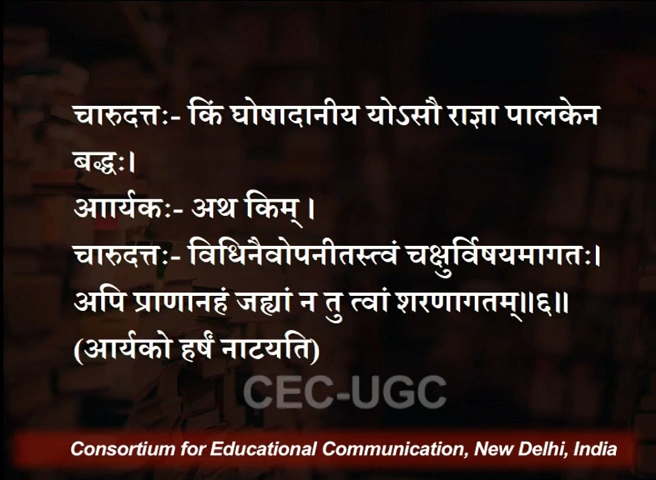 चारुदत्तः- किं घोषादानीय योऽसौ राज्ञा पालकेन
बद्धः।
आार्यकः- अथ किम् ।
चारुदत्तः- विधिनैवोपनीतस्त्वं चक्षुर्विषयमागतः।
अपि प्राणानहं जह्यां न तु त्वां शरणागतम्॥६॥
(आर्यको हर्षं नाटयति)
CEC-UGC
Consortium for Educational Communication, New Delhi, India